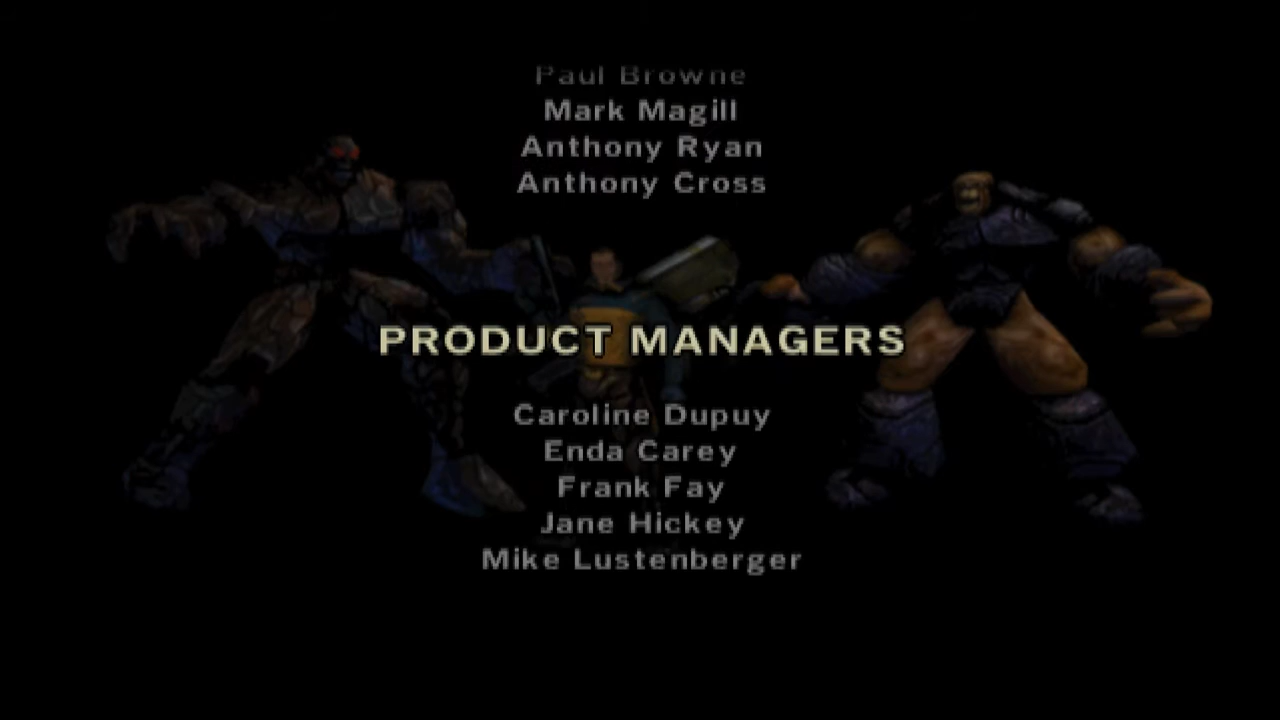 Paul Browne
Mark Magill
Anthony Ryan
Anthony Cross
PRODUCT MANAGERS
Caroline Dupuy
Enda Carey
Frank Fay
Jane Hickey
Mike Lustenberger